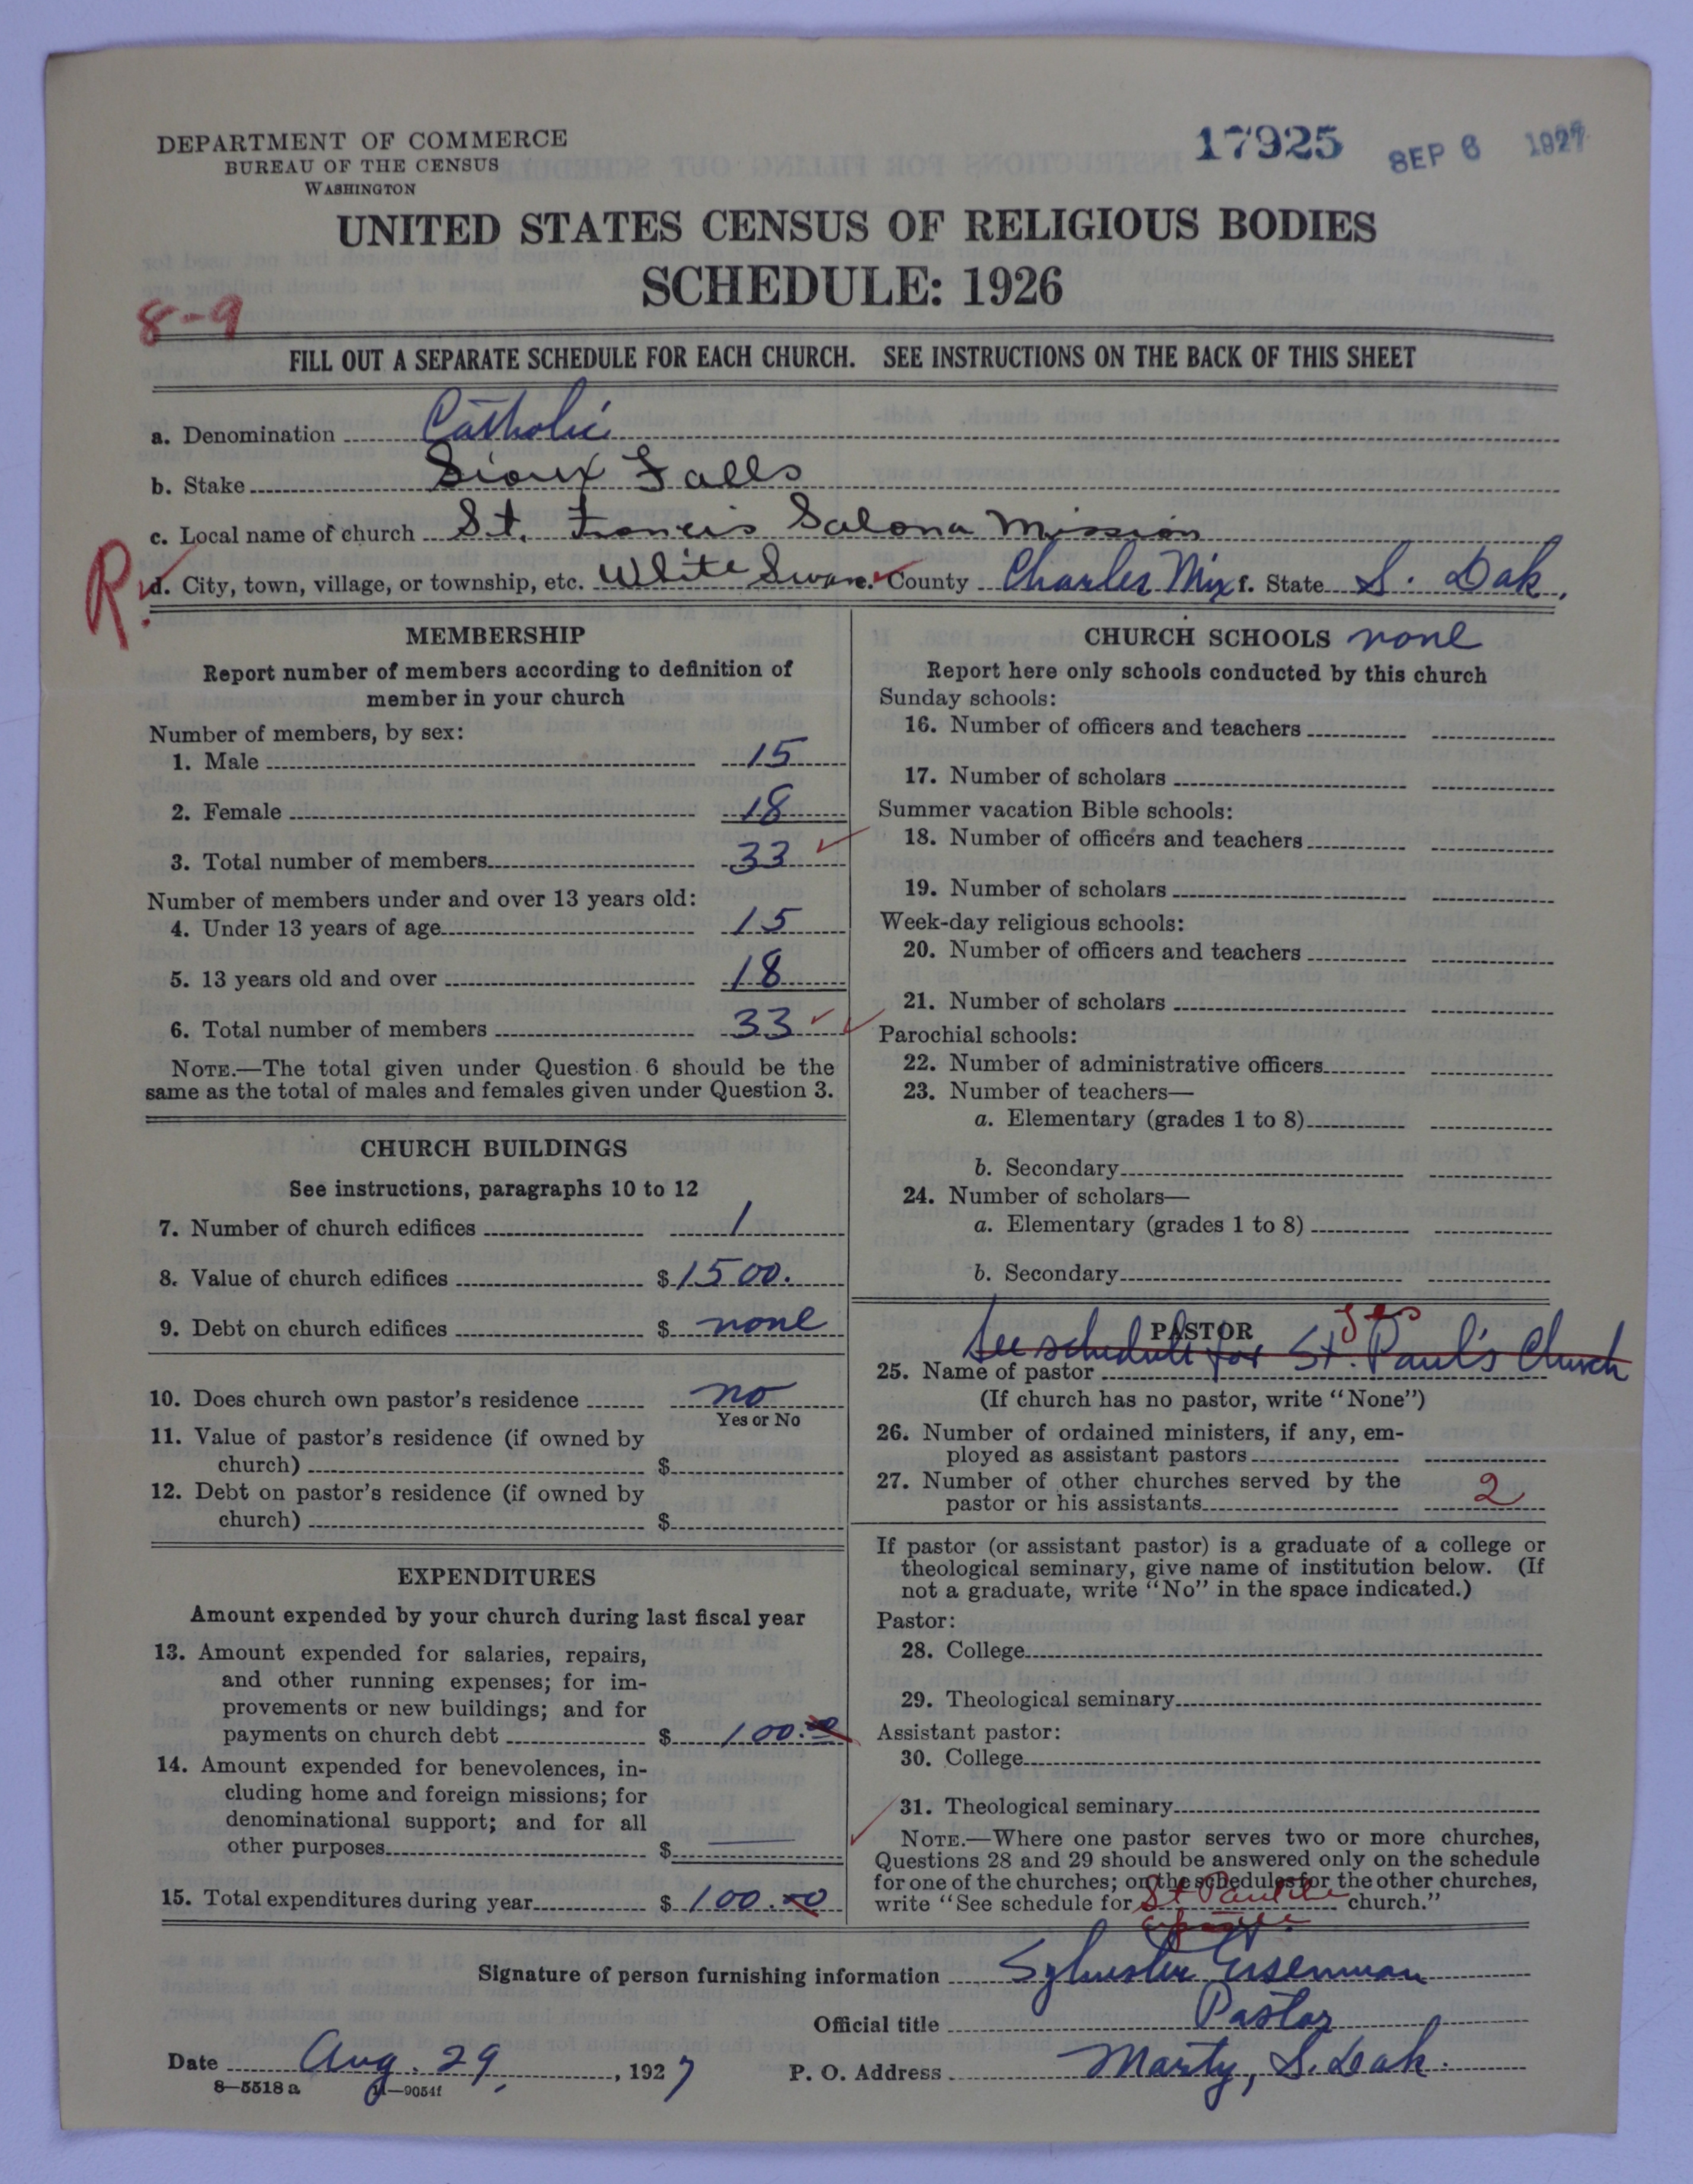 DEPARTMENT OF COMMERCE
BUREAU OF THE CENSUS
WASHINGTON
17925
SEP 6 1927
UNITED STATES CENSUS OF RELIGIOUS BODIES
SCHEDULE: 1926
8-9
FILL OUT A SEPARATE SCHEDULE FOR EACH CHURCH. SEE INSTRUCTIONS ON THE BACK OF THIS SHEET
a. Denomination Catholic
b. Stake Sioux Falls
c. Local name of church St. Francis Salona Mission
R. d. City, town, village, or township, etc. White Swan e. County Charles Mix f. State S. Dak.
MEMBERSHIP
Report number of members according to definition of
member in your church
Number of members, by sex:
1. Male 15
2. Female 18
3. Total number of members 33
Number of members under and over 13 years old:
4. Under 13 years of age 15
5. 13 years old and over 18
6. Total number of members 33
NOTE.—The total given under Question 6 should be the
same as the total of males and females given under Question 3.
CHURCH BUILDINGS
See instructions, paragraphs 10 to 12
7. Number of church edifices 1
8. Value of church edifices $1500.
9. Debt on church edifices $ none
10. Does church own pastor's residence no
Yes or No
11. Value of pastor's residence (if owned by
church) $
12. Debt on pastor's residence (if owned by
church) $
EXPENDITURES
Amount expended by your church during last fiscal year
13. Amount expended for salaries, repairs,
and other running expenses; for im-
provements or new buildings; and for
payments on church debt $ 100.00
14. Amount expended for benevolences, in-
cluding home and foreign missions; for
denominational support; and for all
other purposes $
15. Total expenditures during year $ 100.00
CHURCH SCHOOLS none
Report here only schools conducted by this church
Sunday schools:
16. Number of officers and teachers
17. Number of scholars
Summer vacation Bible schools:
18. Number of officers and teachers
19. Number of scholars
Week-day religious schools:
20. Number of officers and teachers
21. Number of scholars
Parochial schools:
22. Number of administrative officers
23. Number of teachers—
a. Elementary (grades 1 to 8)
b. Secondary
24. Number of scholars—
a. Elementary (grades 1 to 8)
b. Secondary
PASTOR yes
See schedule for St. Paul's Church
25. Name of pastor
(If church has no pastor, write "None")
26. Number of ordained ministers, if any, em-
ployed as assistant pastors
27. Number of other churches served by the
pastor or his assistants 2
If pastor (or assistant pastor) is a graduate of a college or
theological seminary, give name of institution below. (If
not a graduate, write "No" in the space indicated.)
Pastor:
28. College
29. Theological seminary
Assistant pastor:
30. College
31. Theological seminary
NOTE.—Where one pastor serves two or more churches,
Questions 28 and 29 should be answered only on the schedule
for one of the churches; on the schedules for the other churches,
write "See schedule for St Paul the church."
Signature of person furnishing information Sylvester Eisenman
Official title Pastor
Date Aug. 29, 1927 P. O. Address Marty, S. Dak.
8—5518 a 11—9054f